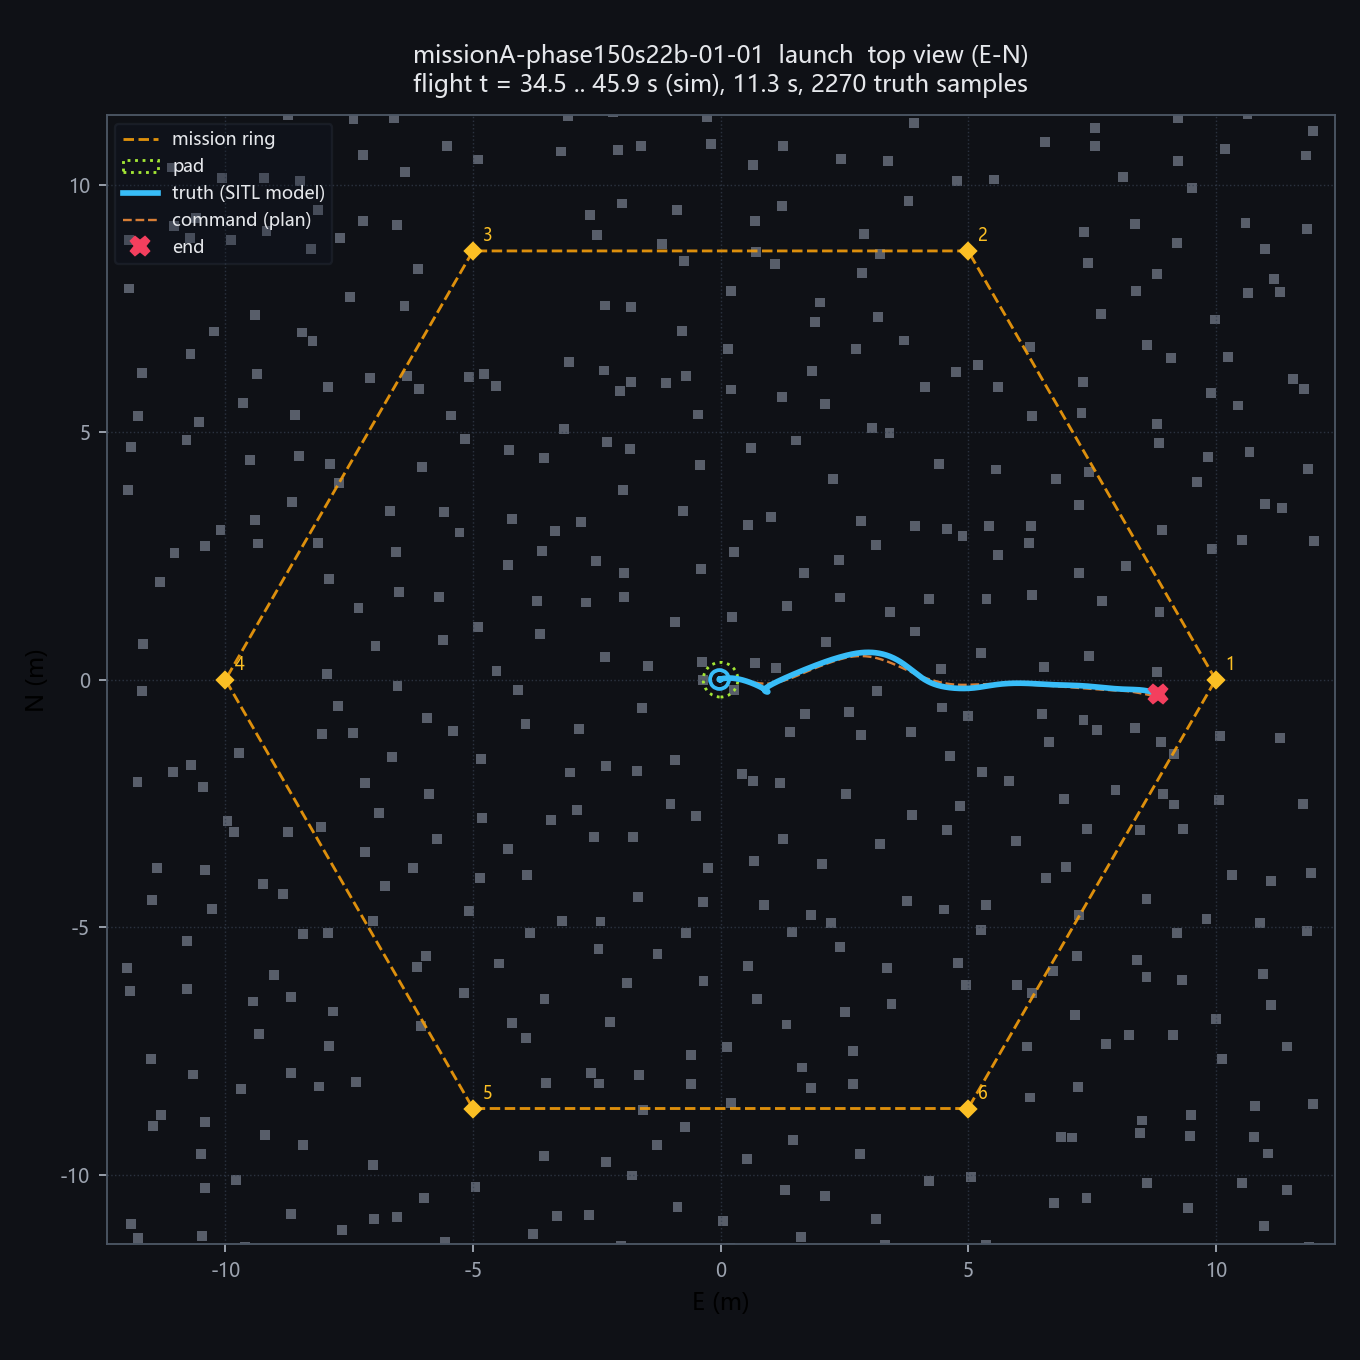 missionA-phase150s22b-01-01 launch top view (E-N)
flight t = 34.5 .. 45.9 s (sim), 11.3 s, 2270 truth samples
mission ring
pad
truth (SITL model)
command (plan)
end
3
2
4
1
5
6
10
5
0
-5
-10
N (m)
-10
-5
0
5
10
E (m)